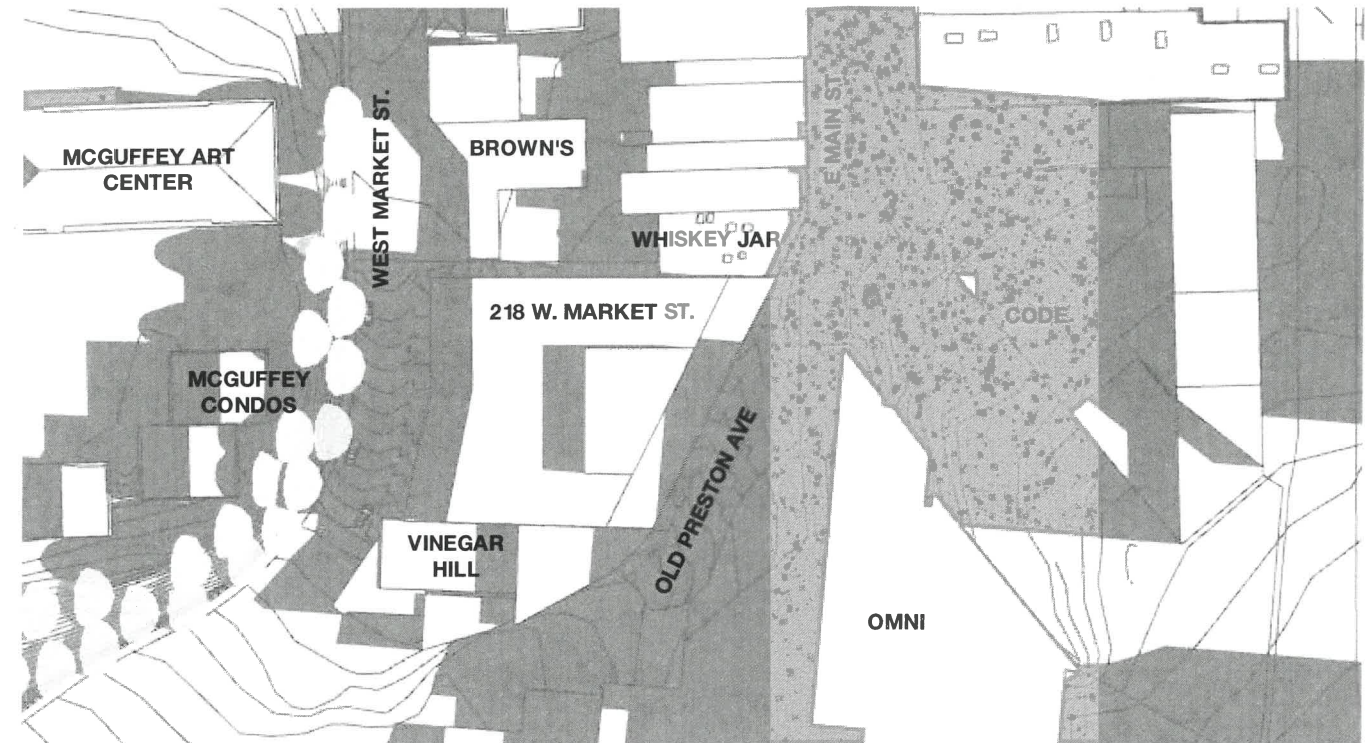 MCGUFFEY ART
CENTER
WEST MARKET ST.
BROWN'S
E MAIN ST
WHISKEY JAR
218 W. MARKET ST.
CODE
MCGUFFEY
CONDOS
OLD PRESTON AVE
VINEGAR
HILL
OMNI